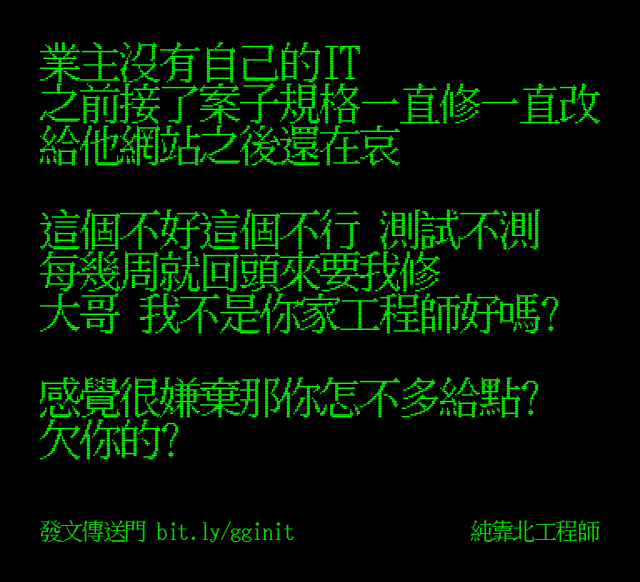 業主沒有自己的IT
之前接了案子規格一直修一直改
給他網站之後還在哀
這個不好這個不行 測試不測
每幾周就回頭來要我修
大哥 我不是你家工程師好嗎?
感覺很嫌棄那你怎不多給點?
欠你的?
發文傳送門 bit.ly/gginit
純靠北工程師